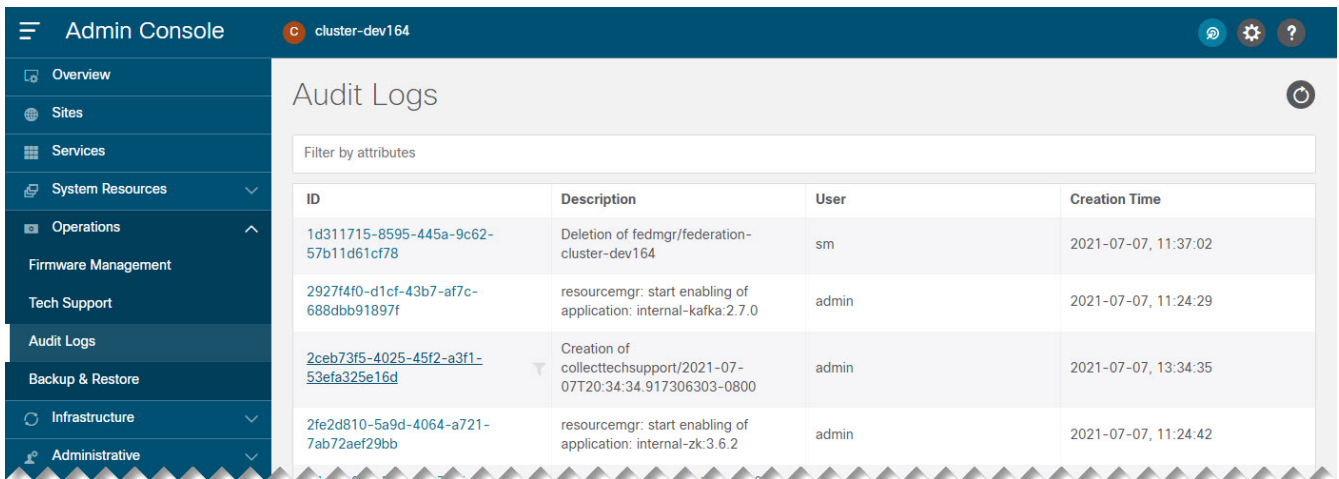 Admin Console
C cluster-dev164
?
Overview
Sites
Services
System Resources
Operations
Firmware Management
Tech Support
Audit Logs
Backup & Restore
Infrastructure
Administrative
Audit Logs
Filter by attributes
ID Description User Creation Time
1d311715-8595-445a-9c62-
57b11d61cf78
Deletion of fedmgr/federation-
cluster-dev164
sm
2021-07-07, 11:37:02
2927f4f0-d1cf-43b7-af7c-
688dbb91897f
resourcemgr: start enabling of
application: internal-kafka:2.7.0
admin
2021-07-07, 11:24:29
2ceb73f5-4025-45f2-a3f1-
53efa325e16d
Creation of
collecttechsupport/2021-07-
07T20:34:34.917306303-0800
admin
2021-07-07, 13:34:35
2fe2d810-5a9d-4064-a721-
7ab72aef29bb
resourcemgr: start enabling of
application: internal-zk:3.6.2
admin
2021-07-07, 11:24:42